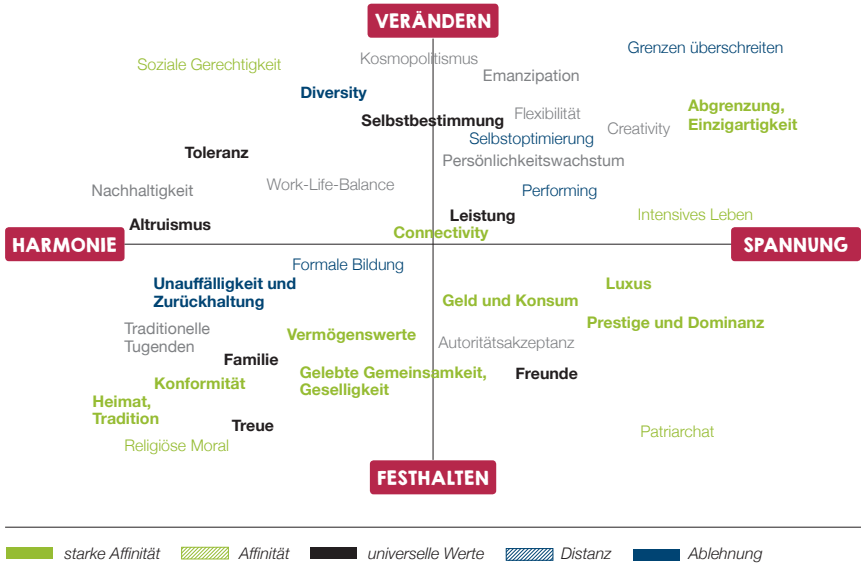 VERÄNDERN
Grenzen überschreiten
Kosmopolitismus
Soziale Gerechtigkeit
Emanzipation
Diversity
Abgrenzung,
Einzigartigkeit
Flexibilität
Selbstbestimmung
Creativity
Selbstoptimierung
Toleranz
Persönlichkeitswachstum
Work-Life-Balance
Nachhaltigkeit
Performing
Leistung
Intensives Leben
Altruismus
Connectivity
HARMONIE
SPANNUNG
Formale Bildung
Unauffälligkeit und
Zurückhaltung
Luxus
Geld und Konsum
Prestige und Dominanz
Traditionelle
Tugenden
Vermögenswerte
Autoritätsakzeptanz
Familie
Gelebte Gemeinsamkeit,
Geselligkeit
Freunde
Konformität
Heimat,
Tradition
Treue
Patriarchat
Religiöse Moral
FESTHALTEN
starke Affinität Affinität universelle Werte Distanz Ablehnung